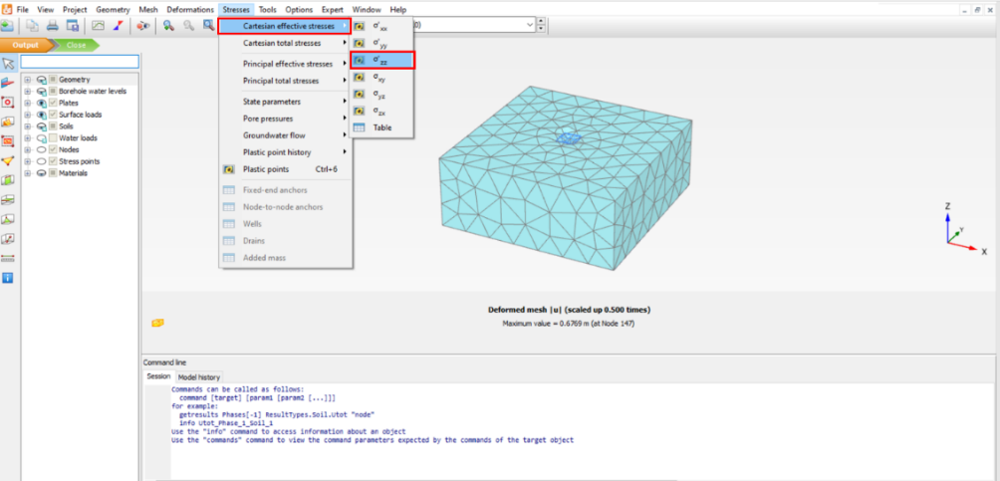 File View Project Geometry Mesh Deformations Stresses Tools Options Expert Window Help
Output Close
Geometry
Borehole water levels
Plates
Surface loads
Soils
Water loads
Nodes
Stress points
Materials
Cartesian effective stresses
Cartesian total stresses
Principal effective stresses
Principal total stresses
State parameters
Pore pressures
Groundwater flow
Plastic point history
Plastic points Ctrl+6
Fixed-end anchors
Node-to-node anchors
Wells
Drains
Added mass
σ'xx
σ'yy
σ'zz
σxy
σyz
σzx
Table
Z
Y
X
Deformed mesh |u| (scaled up 0.500 times)
Maximum value = 0.6769 m (at Node 147)
Command line
Session Model history
Commands can be called as follows:
command [target] [param1 [param2 [...]]]
for example:
getresults Phases[-1] ResultTypes.Soil.Utot "node"
info Utot_Phase_1_Soil_1
Use the "info" command to access information about an object
Use the "commands" command to view the command parameters expected by the commands of the target object